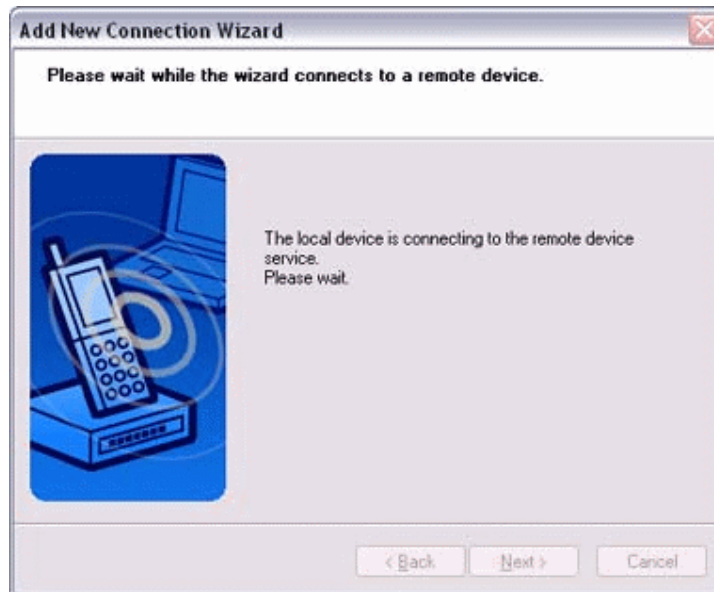 Add New Connection Wizard
Please wait while the wizard connects to a remote device.
The local device is connecting to the remote device
service.
Please wait.
< Back
Next >
Cancel